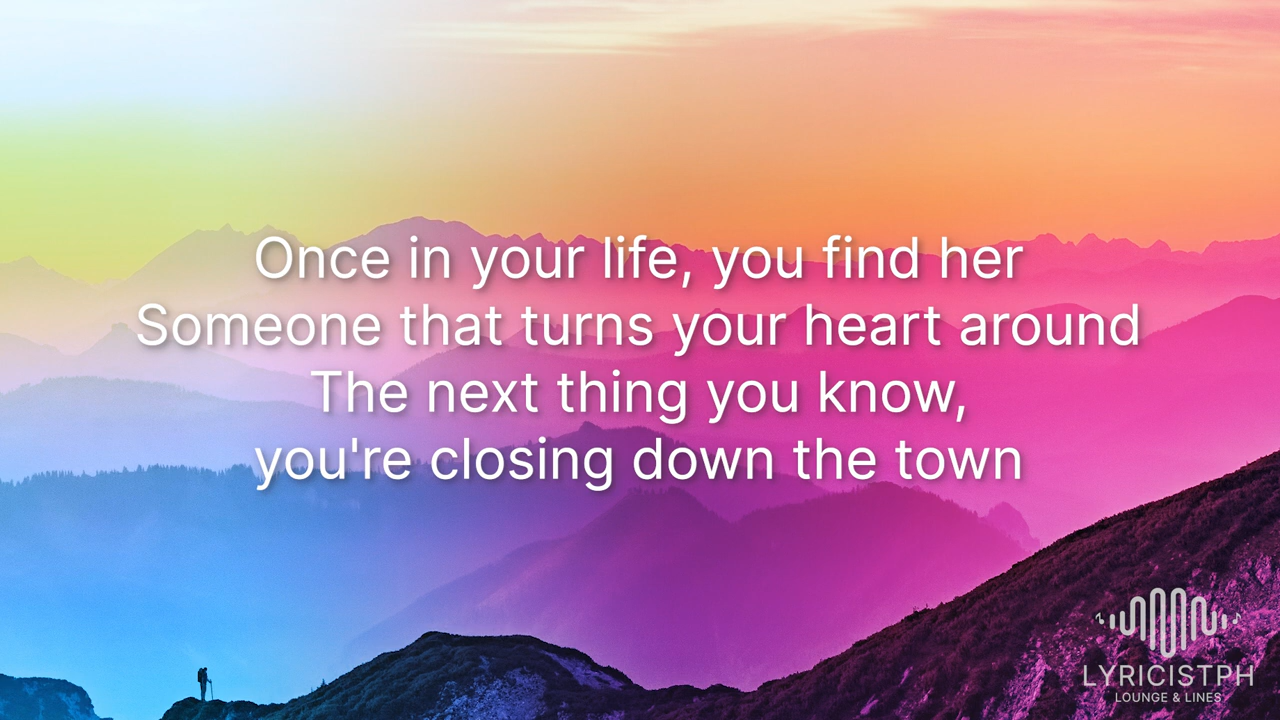 Once in your life, you find her
Someone that turns your heart around
The next thing you know,
you're closing down the town
LYRICISTPH
LOUNGE & LINES